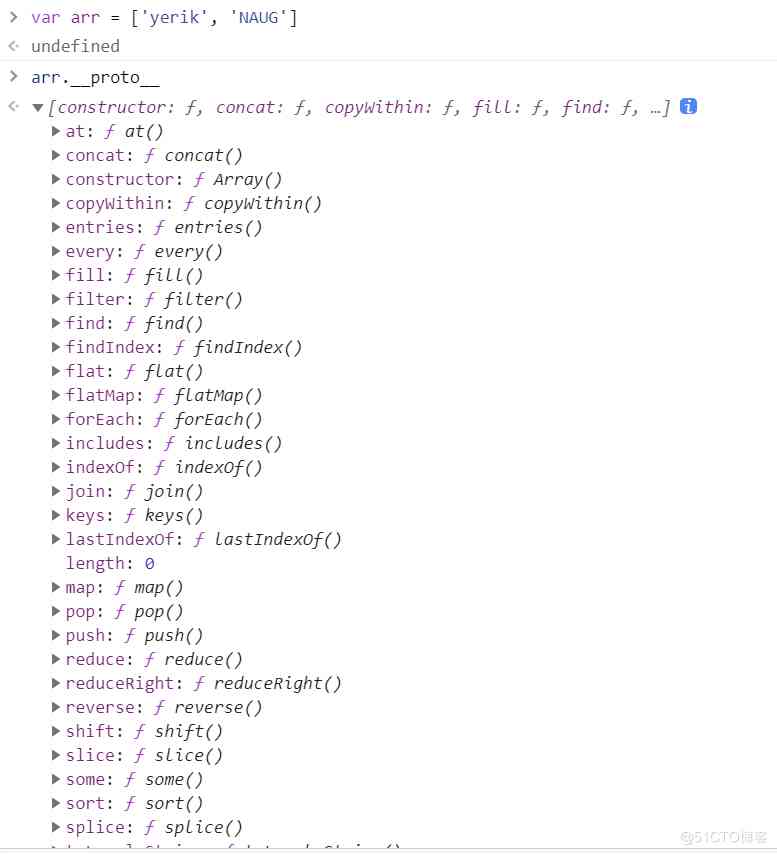 var arr = ['yerik', 'NAUG']
undefined
arr.__proto__
[constructor: ƒ, concat: ƒ, copyWithin: ƒ, fill: ƒ, find: ƒ, …]
at: ƒ at()
concat: ƒ concat()
constructor: ƒ Array()
copyWithin: ƒ copyWithin()
entries: ƒ entries()
every: ƒ every()
fill: ƒ fill()
filter: ƒ filter()
find: ƒ find()
findIndex: ƒ findIndex()
flat: ƒ flat()
flatMap: ƒ flatMap()
forEach: ƒ forEach()
includes: ƒ includes()
indexOf: ƒ indexOf()
join: ƒ join()
keys: ƒ keys()
lastIndexOf: ƒ lastIndexOf()
length: 0
map: ƒ map()
pop: ƒ pop()
push: ƒ push()
reduce: ƒ reduce()
reduceRight: ƒ reduceRight()
reverse: ƒ reverse()
shift: ƒ shift()
slice: ƒ slice()
some: ƒ some()
sort: ƒ sort()
splice: ƒ splice()
@51CTO博客